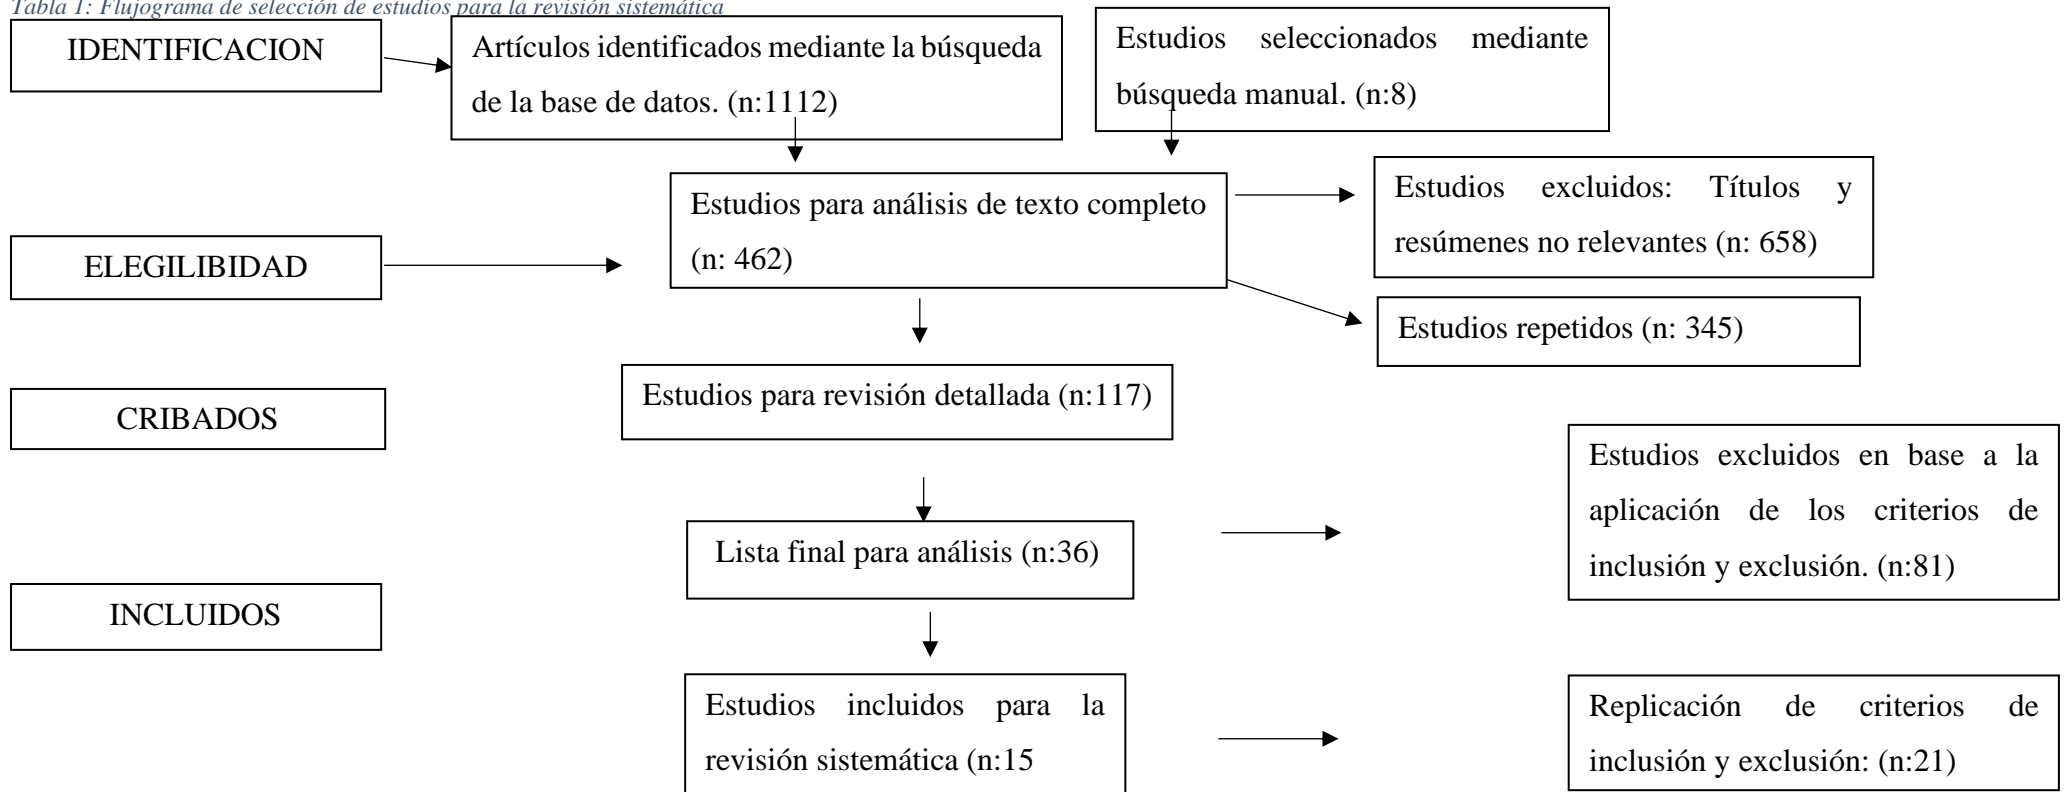 Tabla 1: Flujograma de selección de estudios para la revisión sistemática
IDENTIFICACION
Artículos identificados mediante la búsqueda
de la base de datos. (n:1112)
Estudios seleccionados mediante
búsqueda manual. (n:8)
Estudios para análisis de texto completo
(n: 462)
Estudios excluidos: Títulos y
resúmenes no relevantes (n: 658)
ELEGILIBIDAD
Estudios repetidos (n: 345)
Estudios para revisión detallada (n:117)
CRIBADOS
Estudios excluidos en base a la
aplicación de los criterios de
inclusión y exclusión. (n:81)
Lista final para análisis (n:36)
INCLUIDOS
Estudios incluidos para la
revisión sistemática (n:15
Replicación de criterios de
inclusión y exclusión: (n:21)